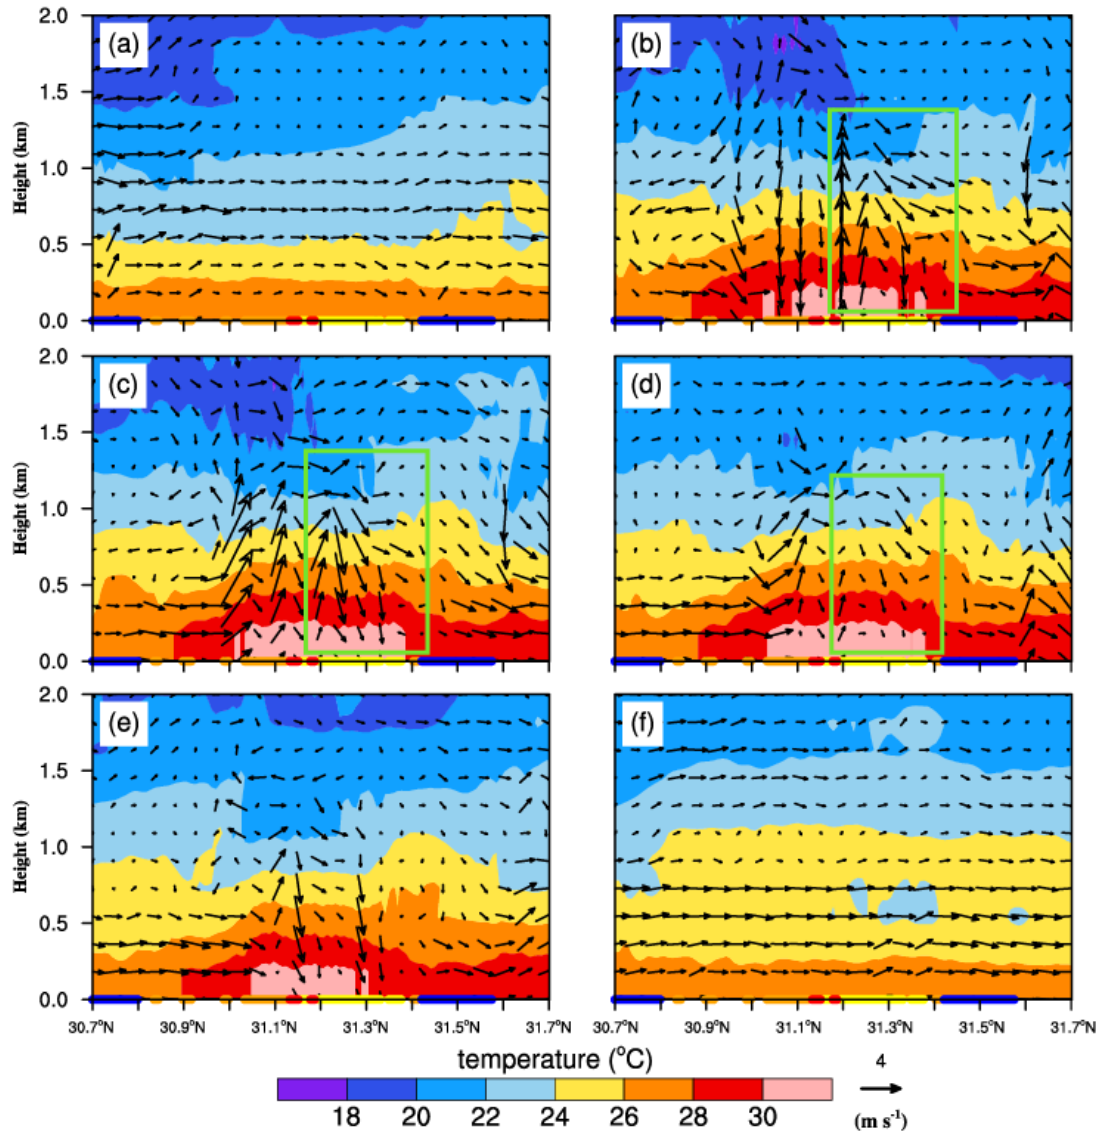 2.0
1.5
1.0
0.5
0.0
Height (km)
(a)
(b)
2.0
1.5
1.0
0.5
0.0
Height (km)
(c)
(d)
2.0
1.5
1.0
0.5
0.0
Height (km)
(e)
(f)
30.7°N 30.9°N 31.1°N 31.3°N 31.5°N 31.7°N
30.7°N 30.9°N 31.1°N 31.3°N 31.5°N 31.7°N
temperature (°C)
18 20 22 24 26 28 30
4
(m s⁻¹)